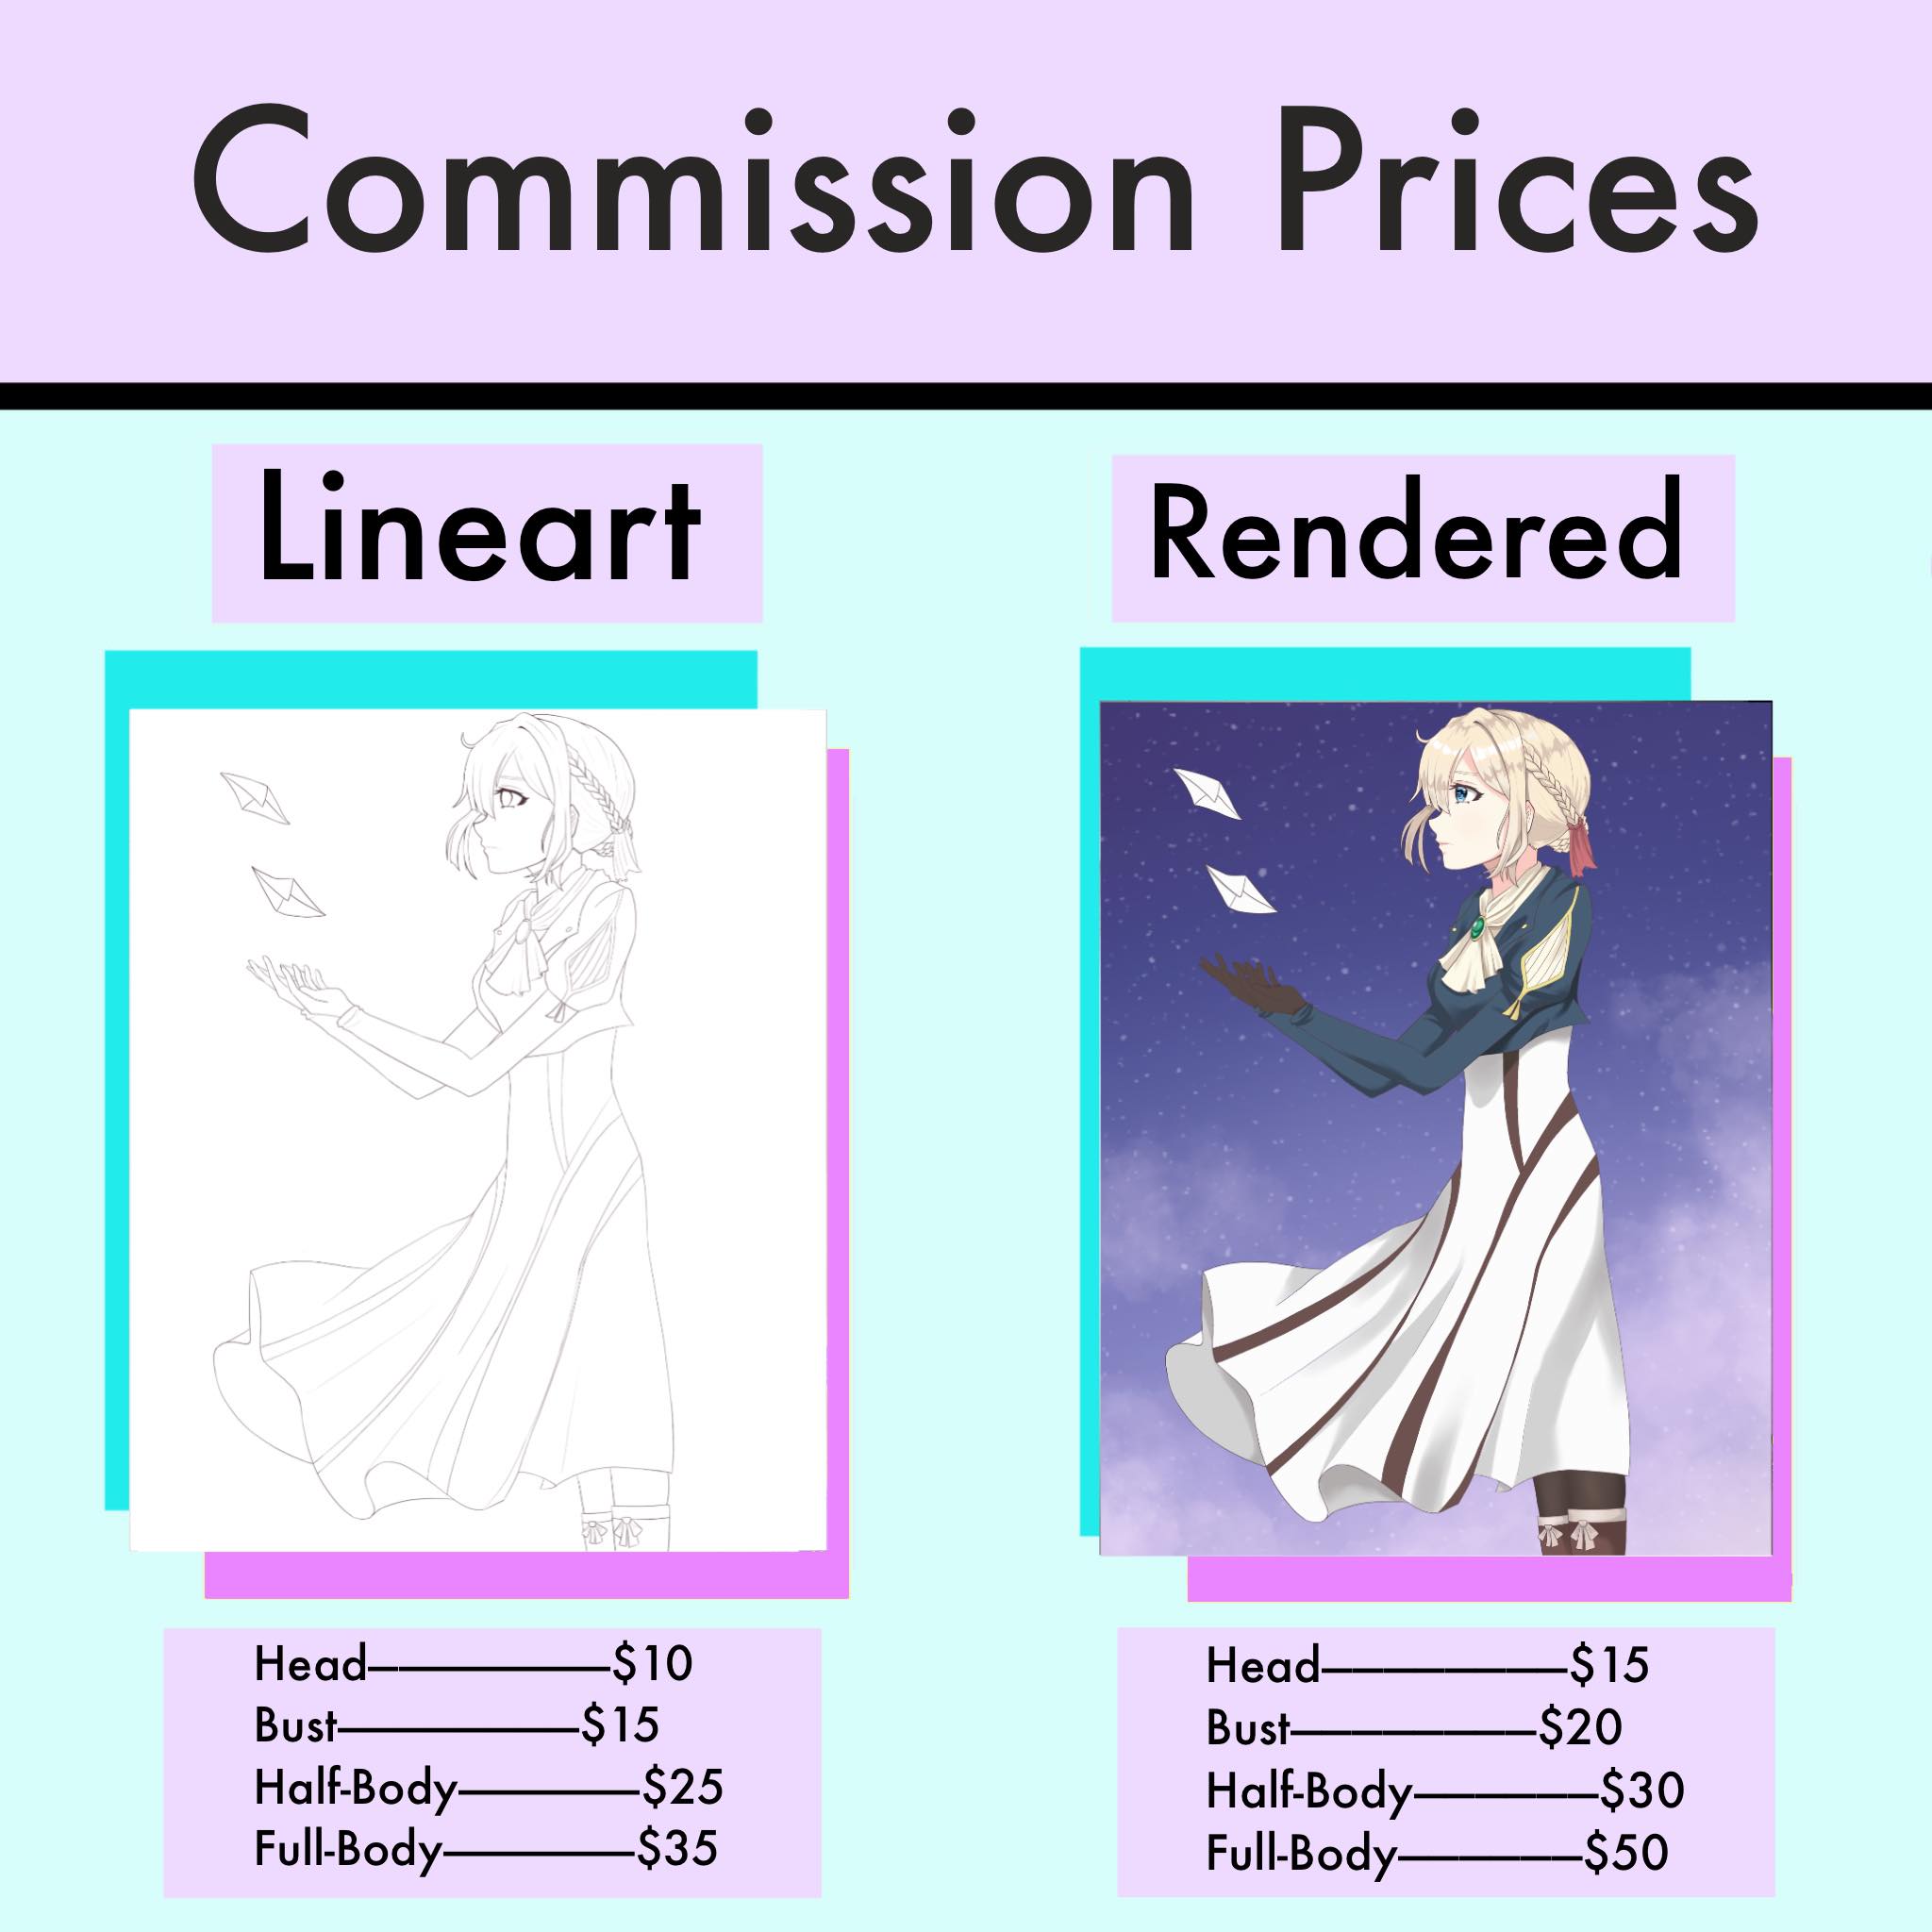 Commission Prices
Lineart
Rendered
Head———————$10
Bust————————$15
Half-Body——————$25
Full-Body——————$35
Head————————$15
Bust————————$20
Half-Body——————$30
Full-Body——————$50